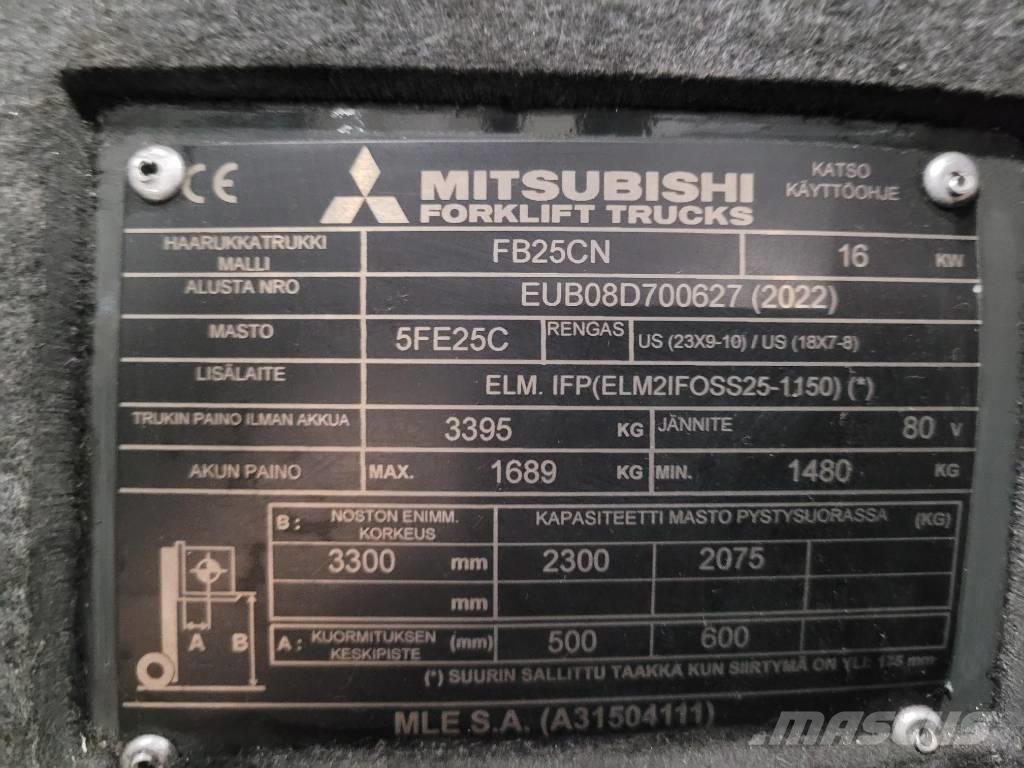 CE
MITSUBISHI
FORKLIFT TRUCKS
KATSO
KÄYTTÖOHJE
HAARUKKATRUKKI
MALLI
FB25CN
16 KW
ALUSTA NRO
EUB08D700627 (2022)
MASTO
5FE25C
RENGAS
US (23X9-10) / US (18X7-8)
LISÄLAITE
ELM. IFP(ELM2IFOSS25-1150) (*)
TRUKIN PAINO ILMAN AKKUA
3395 KG
JÄNNITE
80 V
AKUN PAINO
MAX. 1689 KG
MIN. 1480 KG
B: NOSTON ENIMM.
KORKEUS
KAPASITEETTI MASTO PYSTYSUORASSA (KG)
3300 mm
2300
2075
mm
A: KUORMITUKSEN (mm)
KESKIPISTE
500
600
A
B
(*) SUURIN SALLITTU TAAKKA KUN SIIRTYMÄ ON YLI: 175 mm
MLE S.A. (A31504111)
MASCUS